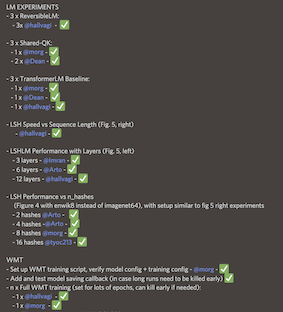 LM EXPERIMENTS
- 3 x ReversibleLM:
- 3x @hallvagi - ✅
- 3 x Shared-QK:
- 1 x @morg - ✅
- 2 x @Dean - ✅
- 3 x TransformerLM Baseline:
- 1 x @morg - ✅
- 1 x @Dean - ✅
- 1 x @hallvagi - ✅
- LSH Speed vs Sequence Length (Fig. 5, right)
- @hallvagi - ✅
- LSHLM Performance with Layers (Fig. 5, left)
- 3 layers - @Imran - ✅
- 6 layers - @Arto - ✅
- 12 layers - @hallvagi - ✅
- LSH Performance vs n_hashes
(Figure 4 with enwik8 instead of imagenet64), with setup similar to fig 5 right experiments
- 2 hashes @Arto - ✅
- 4 hashes @Arto - ✅
- 8 hashes @morg - ✅
- 16 hashes @tyoc213 - ✅
WMT
- Set up WMT training script, verify model config + training config - @morg - ✅
- Add and test model saving callback (in case long runs need to be killed early) ✅
- n x Full WMT training (set for lots of epochs, can kill early if needed):
- 1 x @hallvagi - ✅
- 1 x @morg - ✅